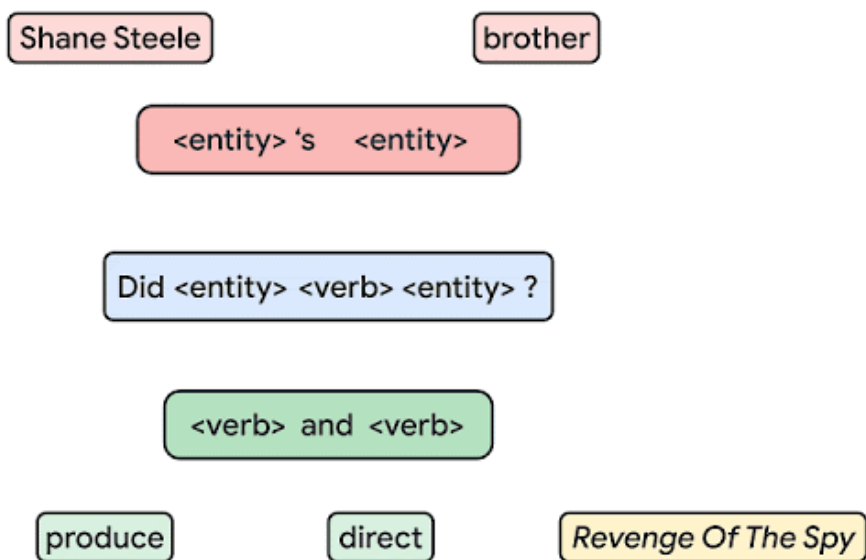 Shane Steele brother
<entity> ‘s <entity>
Did <entity> <verb> <entity> ?
<verb> and <verb>
produce direct Revenge Of The Spy